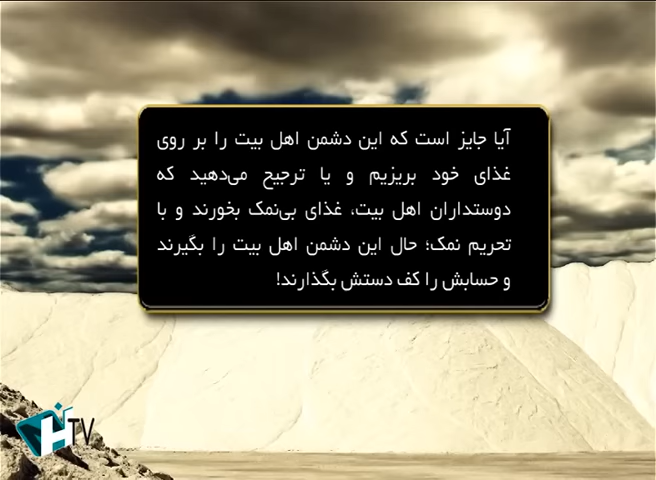 آیا جایز است که این دشمن اهل بیت را بر روی
غذای خود بریزیم و یا ترجیح می‌دهید که
دوستداران اهل بیت، غذای بی‌نمک بخورند و با
تحریم نمک؛ حال این دشمن اهل بیت را بگیرند
و حسابش را کف دستش بگذارند!
HTV